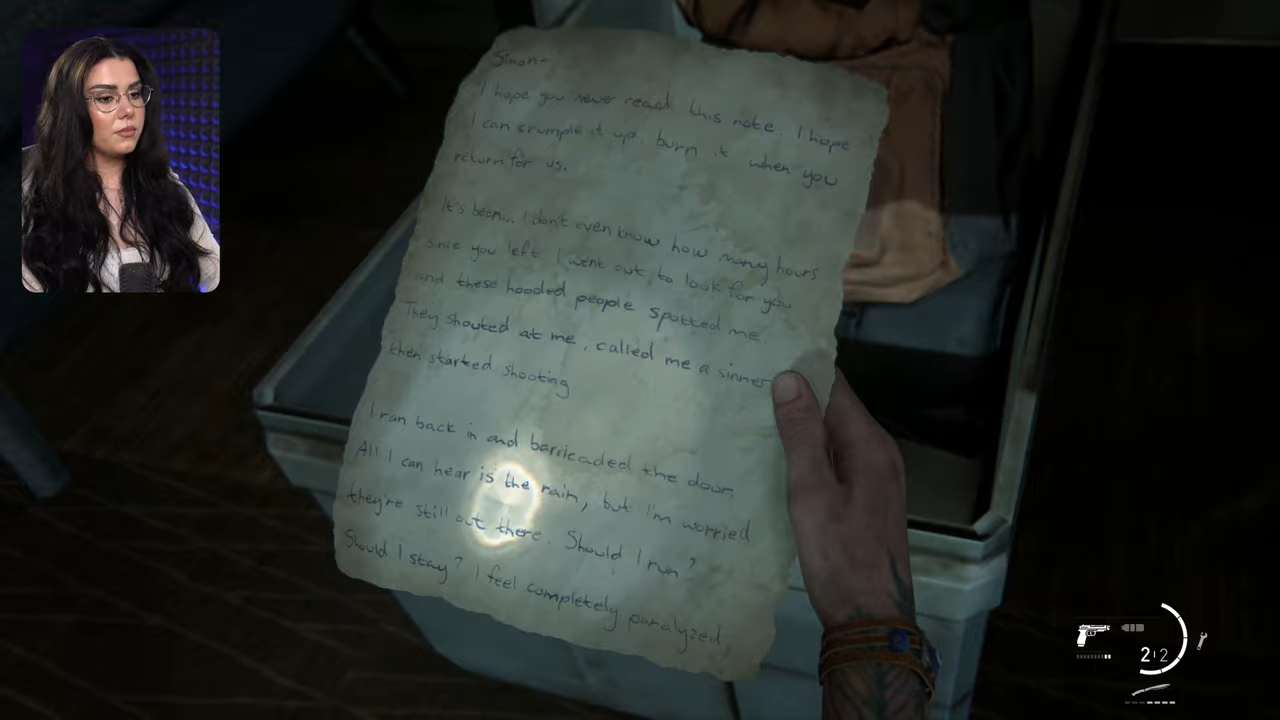 Simon-
I hope you never read this note. I hope
I can crumple it up, burn it when you
return for us.
It's been... I don't even know how many hours
since you left. I went out to look for you
and these hooded people spotted me.
They shouted at me, called me a sinner
then started shooting.
I ran back in and barricaded the door.
All I can hear is the rain, but I'm worried
they're still out there. Should I run?
Should I stay? I feel completely paralyzed.
2 2